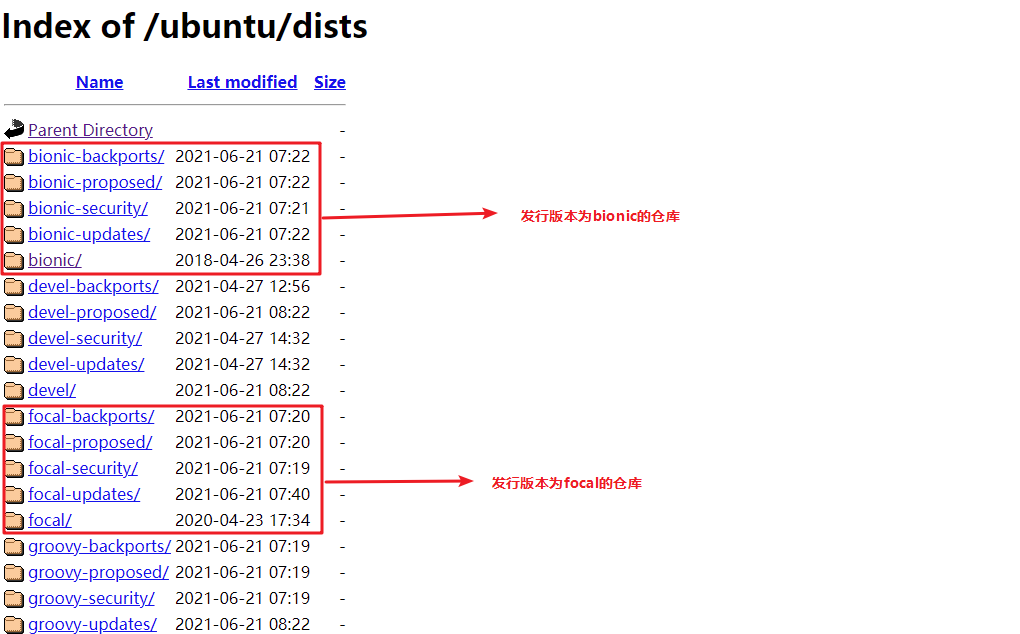 Index of /ubuntu/dists
Name Last modified Size
Parent Directory -
bionic-backports/ 2021-06-21 07:22 -
bionic-proposed/ 2021-06-21 07:22 -
bionic-security/ 2021-06-21 07:21 -
发行版本为bionic的仓库
bionic-updates/ 2021-06-21 07:22 -
bionic/ 2018-04-26 23:38 -
devel-backports/ 2021-04-27 12:56 -
devel-proposed/ 2021-06-21 08:22 -
devel-security/ 2021-04-27 14:32 -
devel-updates/ 2021-04-27 14:32 -
devel/ 2021-06-21 08:22 -
focal-backports/ 2021-06-21 07:20 -
focal-proposed/ 2021-06-21 07:20 -
focal-security/ 2021-06-21 07:19 -
发行版本为focal的仓库
focal-updates/ 2021-06-21 07:40 -
focal/ 2020-04-23 17:34 -
groovy-backports/ 2021-06-21 07:19 -
groovy-proposed/ 2021-06-21 07:19 -
groovy-security/ 2021-06-21 07:19 -
groovy-updates/ 2021-06-21 08:22 -